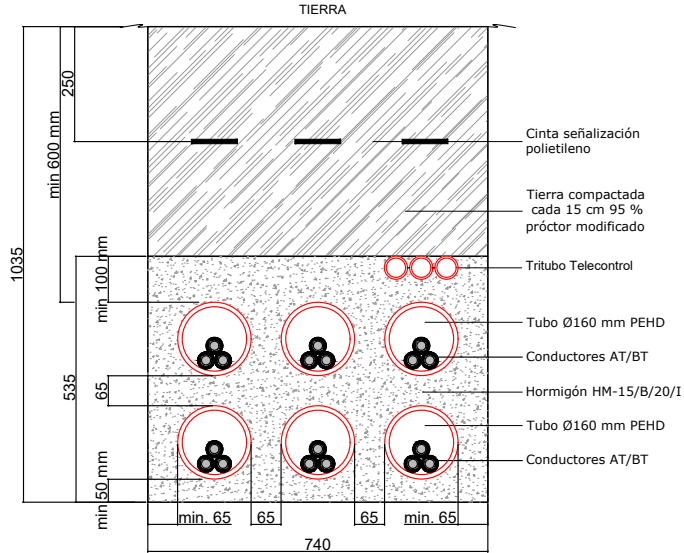 TIERRA
250
min 600 mm
1035
min 100 mm
535
65
min 50 mm
Cinta señalización
polietileno
Tierra compactada
cada 15 cm 95 %
próctor modificado
Tritubo Telecontrol
Tubo Ø160 mm PEHD
Conductores AT/BT
Hormigón HM-15/B/20/I
Tubo Ø160 mm PEHD
Conductores AT/BT
min. 65
65
65
min. 65
740